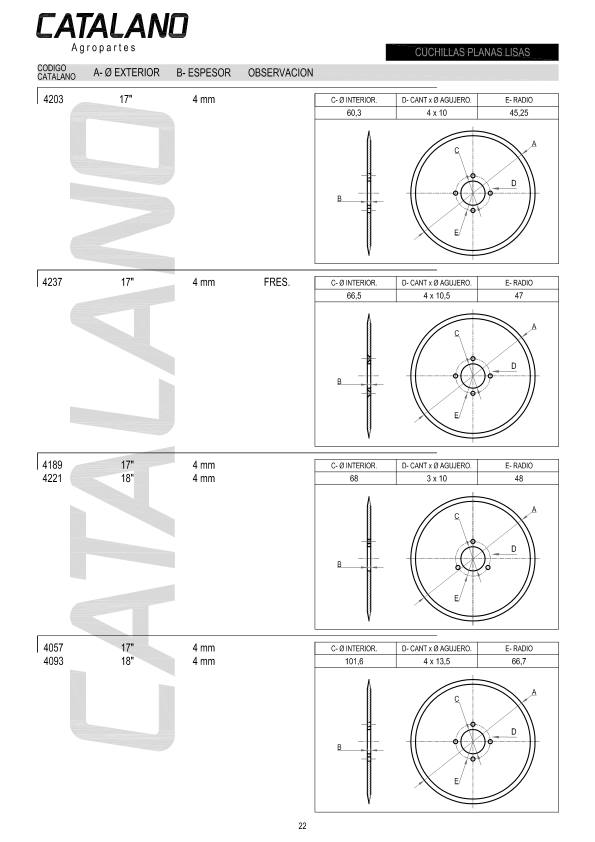 CATALANO
Agropartes
CUCHILLAS PLANAS LISAS
CODIGO CATALANO A- Ø EXTERIOR B- ESPESOR OBSERVACION
4203 17" 4 mm
C- Ø INTERIOR. D- CANT x Ø AGUJERO. E- RADIO
60,3 4 x 10 45,25
A
C
D
B
E
4237 17" 4 mm FRES.
C- Ø INTERIOR. D- CANT x Ø AGUJERO. E- RADIO
66,5 4 x 10,5 47
A
C
D
B
E
4189 17" 4 mm
4221 18" 4 mm
C- Ø INTERIOR. D- CANT x Ø AGUJERO. E- RADIO
68 3 x 10 48
A
C
D
B
E
4057 17" 4 mm
4093 18" 4 mm
C- Ø INTERIOR. D- CANT x Ø AGUJERO. E- RADIO
101,6 4 x 13,5 66,7
A
C
D
B
E
CATALANO
22